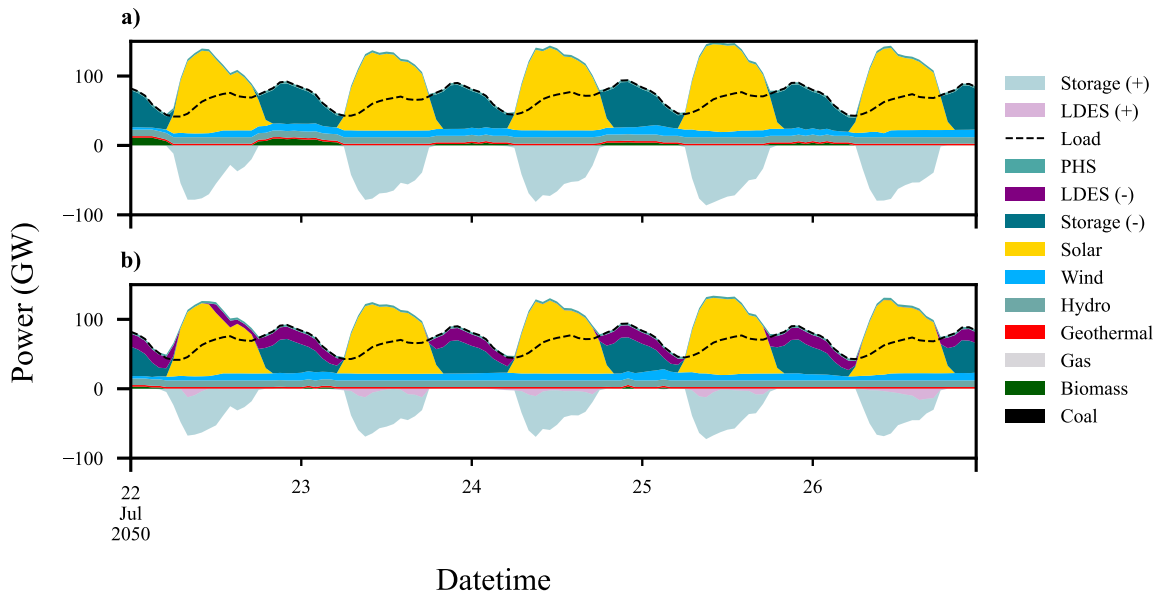 a)
100
0
−100
b)
100
0
−100
22
Jul
2050
23
24
25
26
Power (GW)
Datetime
Storage (+)
LDES (+)
Load
PHS
LDES (-)
Storage (-)
Solar
Wind
Hydro
Geothermal
Gas
Biomass
Coal